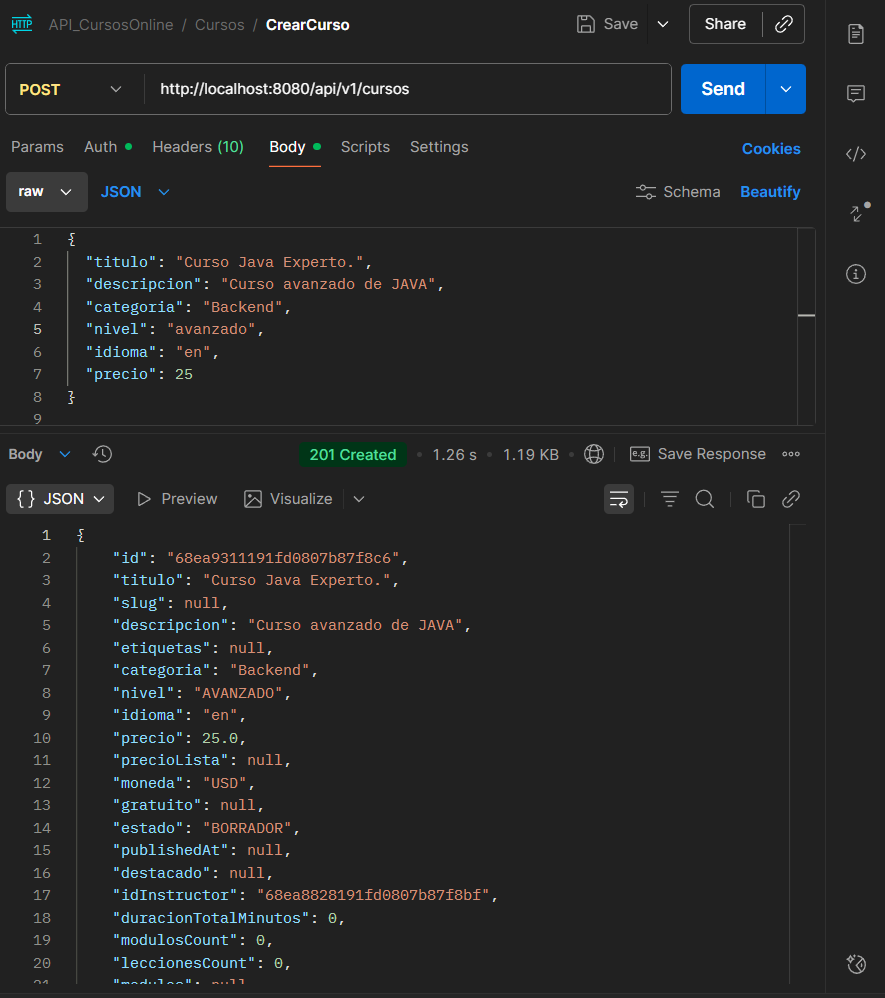 HTTP API_CursosOnline / Cursos / CrearCurso Save Share
POST http://localhost:8080/api/v1/cursos Send
Params Auth Headers (10) Body Scripts Settings Cookies
raw JSON Schema Beautify
1 {
2 "titulo": "Curso Java Experto.",
3 "descripcion": "Curso avanzado de JAVA",
4 "categoria": "Backend",
5 "nivel": "avanzado",
6 "idioma": "en",
7 "precio": 25
8 }
9
Body 201 Created 1.26 s 1.19 KB e.g. Save Response
{} JSON Preview Visualize
1 {
2 "id": "68ea9311191fd0807b87f8c6",
3 "titulo": "Curso Java Experto.",
4 "slug": null,
5 "descripcion": "Curso avanzado de JAVA",
6 "etiquetas": null,
7 "categoria": "Backend",
8 "nivel": "AVANZADO",
9 "idioma": "en",
10 "precio": 25.0,
11 "precioLista": null,
12 "moneda": "USD",
13 "gratuito": null,
14 "estado": "BORRADOR",
15 "publishedAt": null,
16 "destacado": null,
17 "idInstructor": "68ea8828191fd0807b87f8bf",
18 "duracionTotalMinutos": 0,
19 "modulosCount": 0,
20 "leccionesCount": 0,
21 "modulos": null